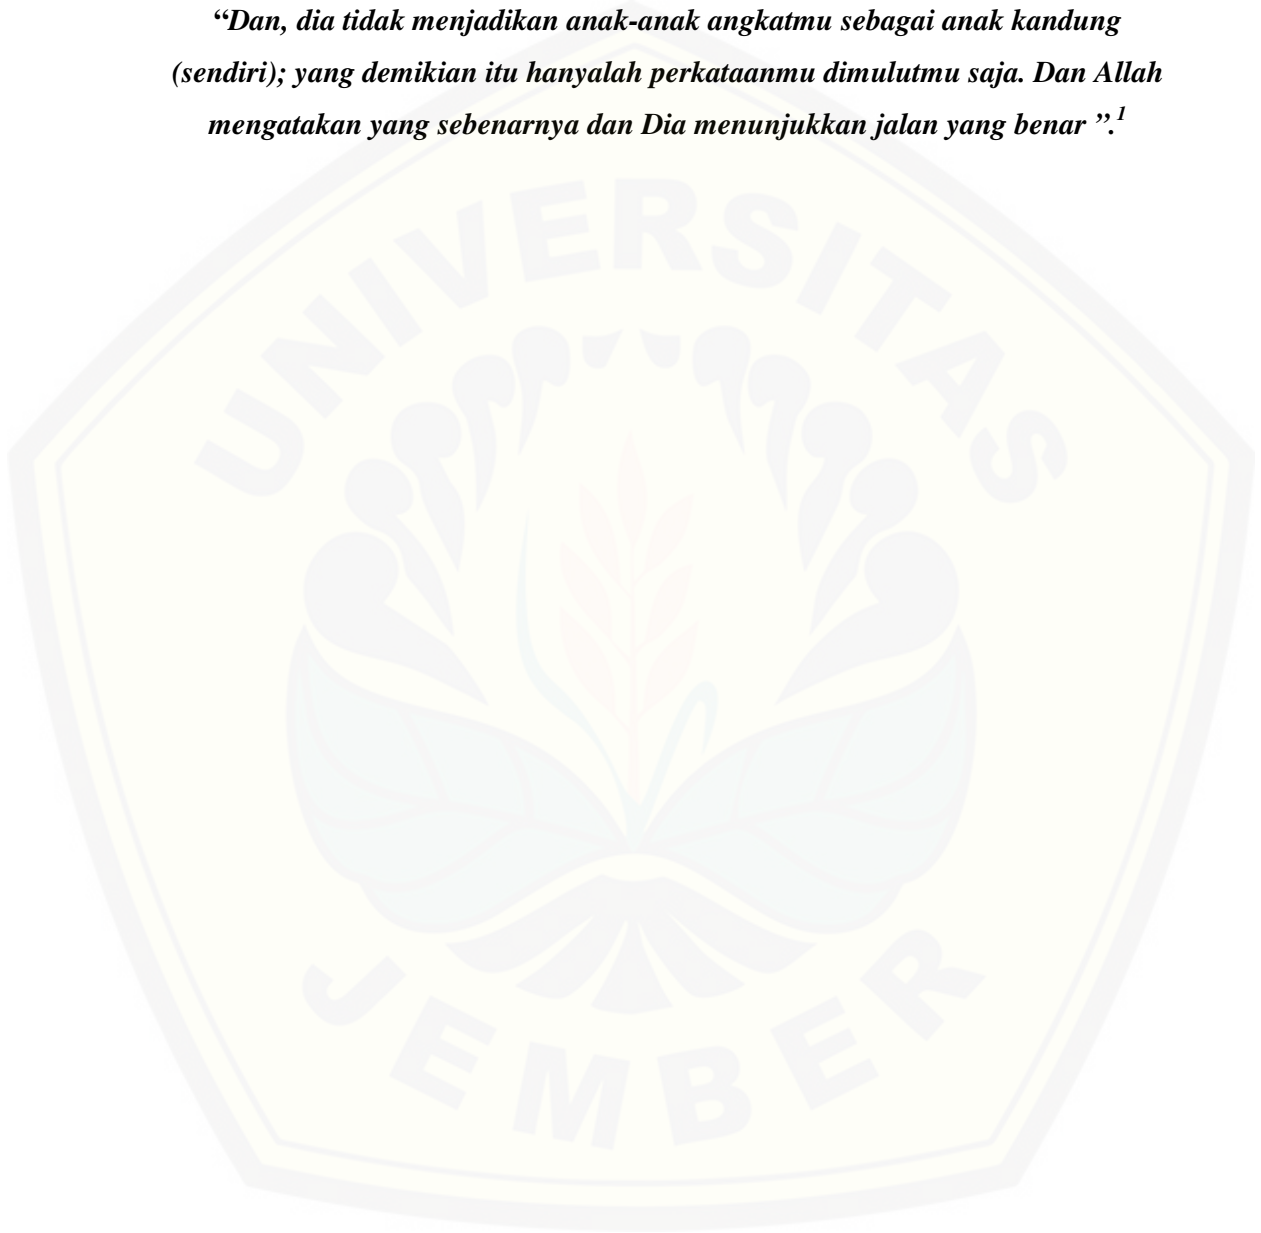 “Dan, dia tidak menjadikan anak-anak angkatmu sebagai anak kandung
(sendiri); yang demikian itu hanyalah perkataanmu dimulutmu saja. Dan Allah
mengatakan yang sebenarnya dan Dia menunjukkan jalan yang benar ”.1
UNIVERSITAS
JEMBER